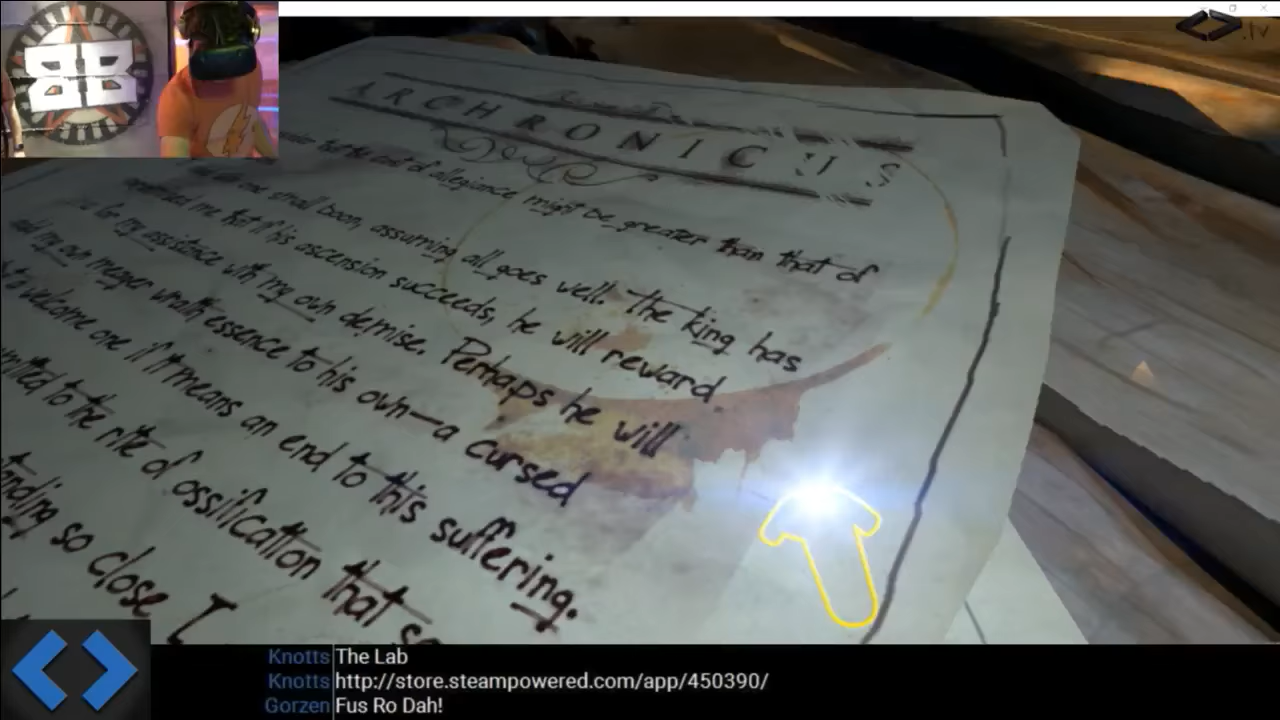 BB
.tv
ARCHRONICUS
but the cost of allegiance might be greater than that of
one small boon, assuming all goes well. The king has
me that if his ascension succeeds, he will reward
for my assistance with my own demise. Perhaps he will
add my own meager wraith essence to his own—a cursed
a welcome one if it means an end to this suffering.
to the rite of ossification that
so close I
Knotts The Lab
Knotts http://store.steampowered.com/app/450390/
Gorzen Fus Ro Dah!